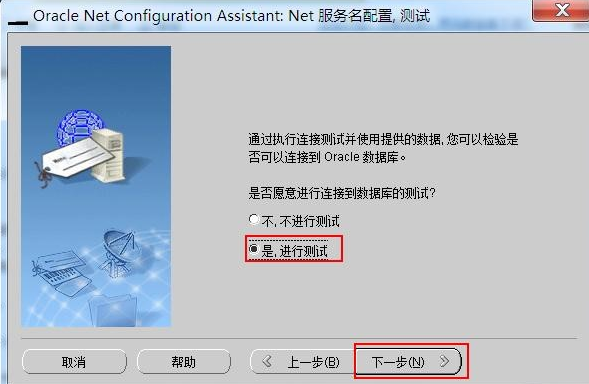 Oracle Net Configuration Assistant: Net 服务名配置, 测试
通过执行连接测试并使用提供的数据, 您可以检验是
否可以连接到 Oracle 数据库。
是否愿意进行连接到数据库的测试?
不, 不进行测试
是, 进行测试
取消
帮助
上一步(B)
下一步(N)